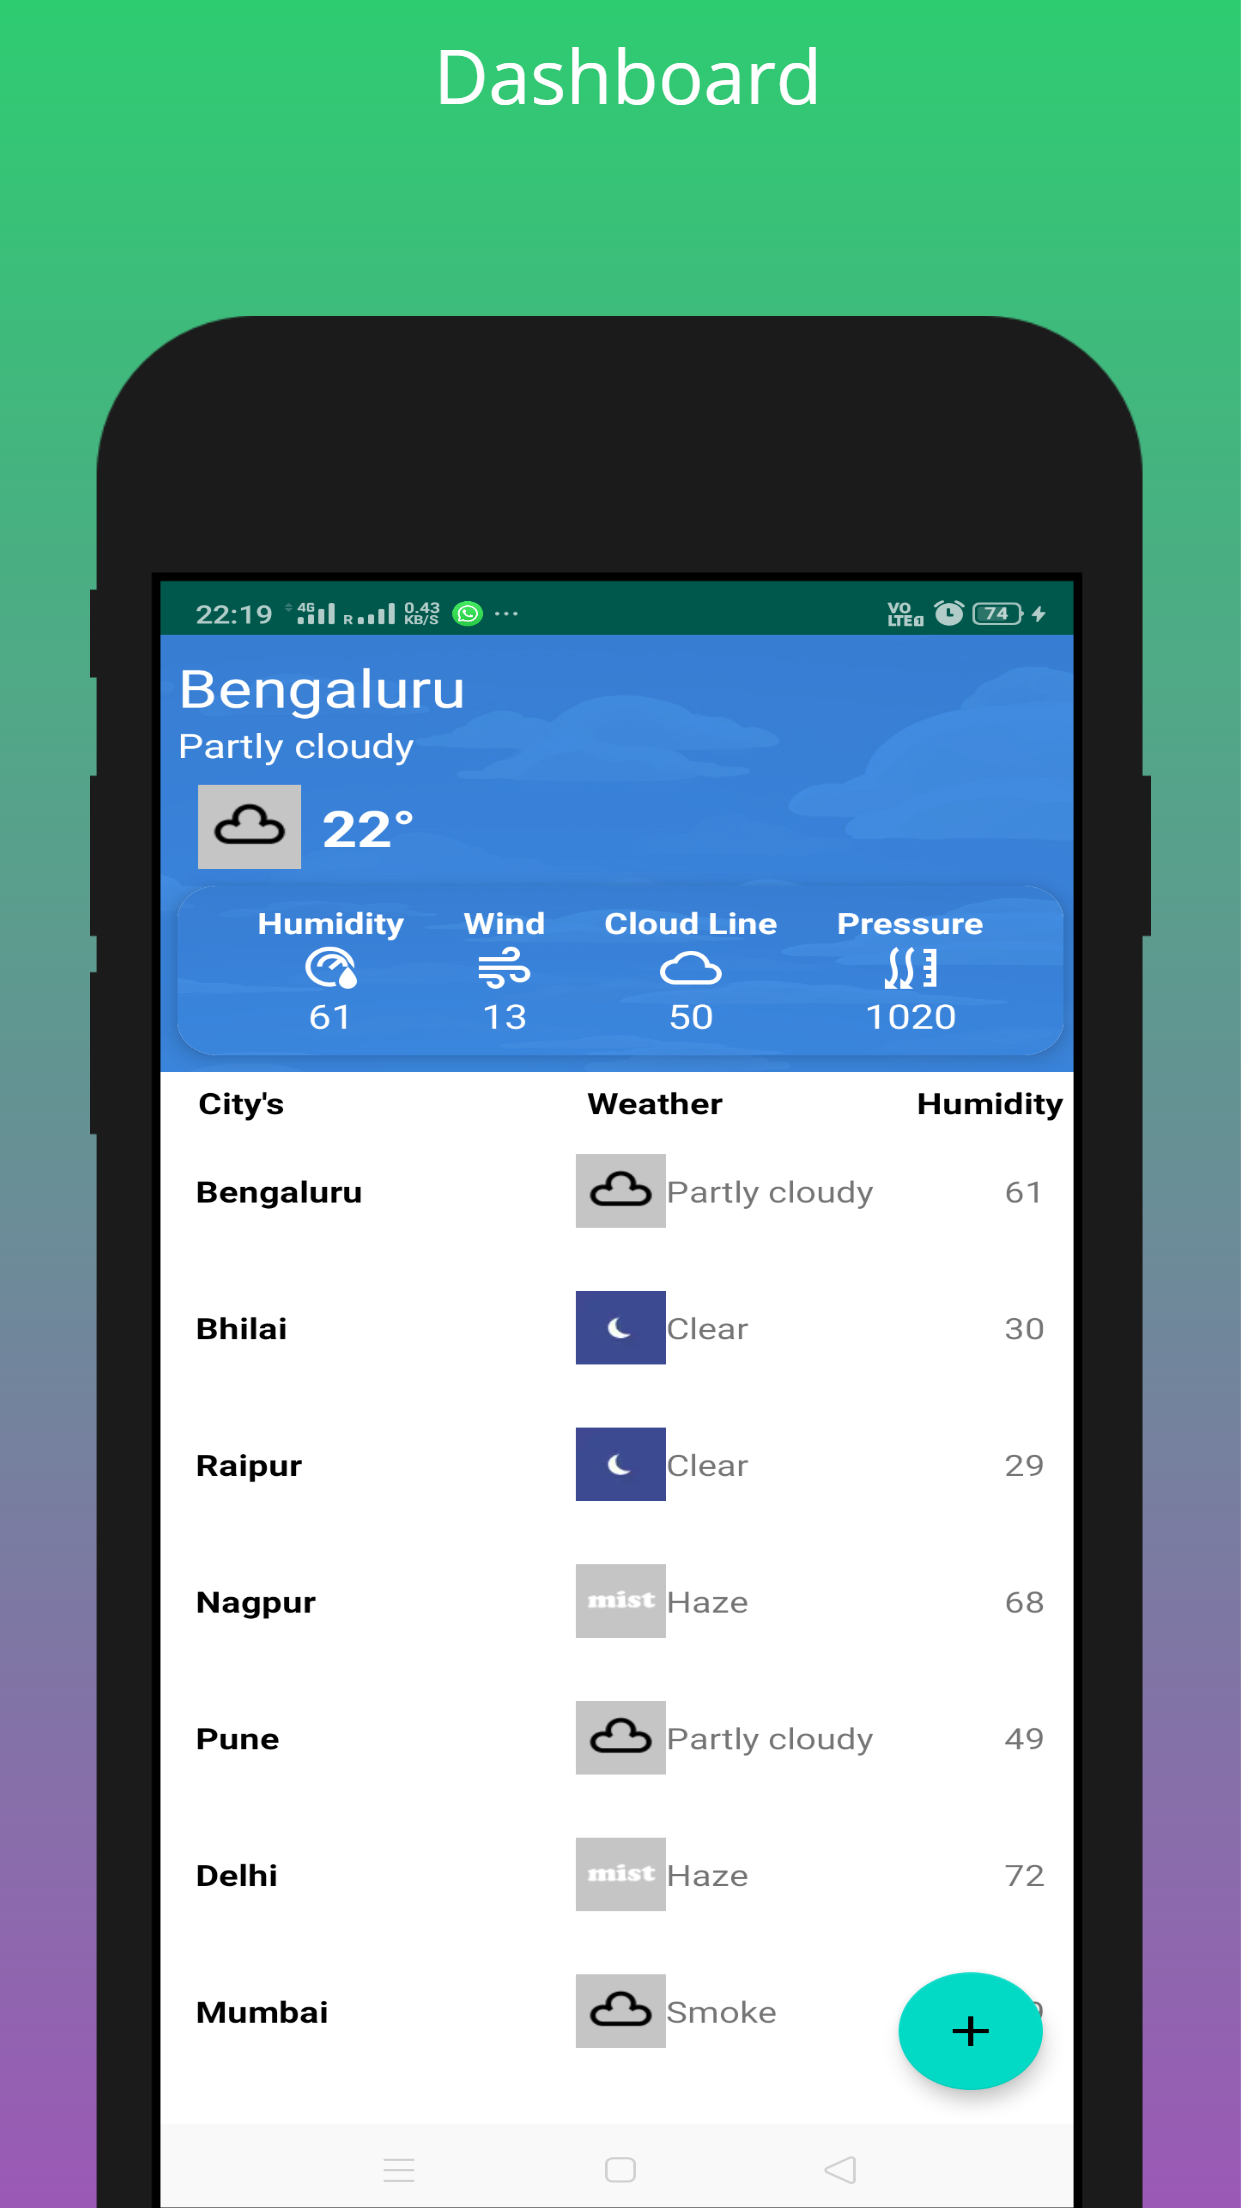 Dashboard
22:19 4G R 0.43 KB/S ... VO LTE 74
Bengaluru
Partly cloudy
22°
Humidity Wind Cloud Line Pressure
61 13 50 1020
City's Weather Humidity
Bengaluru Partly cloudy 61
Bhilai Clear 30
Raipur Clear 29
Nagpur mist Haze 68
Pune Partly cloudy 49
Delhi mist Haze 72
Mumbai Smoke
+